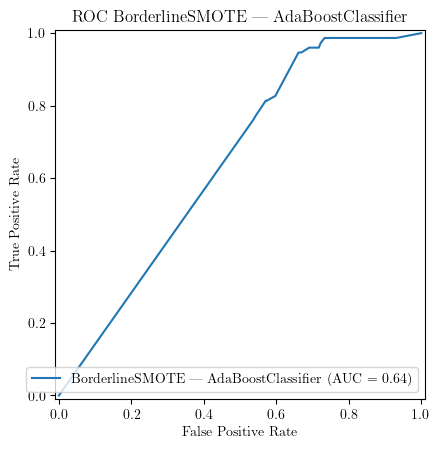 ROC BorderlineSMOTE — AdaBoostClassifier
1.0
0.8
0.6
0.4
0.2
0.0
True Positive Rate
BorderlineSMOTE — AdaBoostClassifier (AUC = 0.64)
0.0 0.2 0.4 0.6 0.8 1.0
False Positive Rate